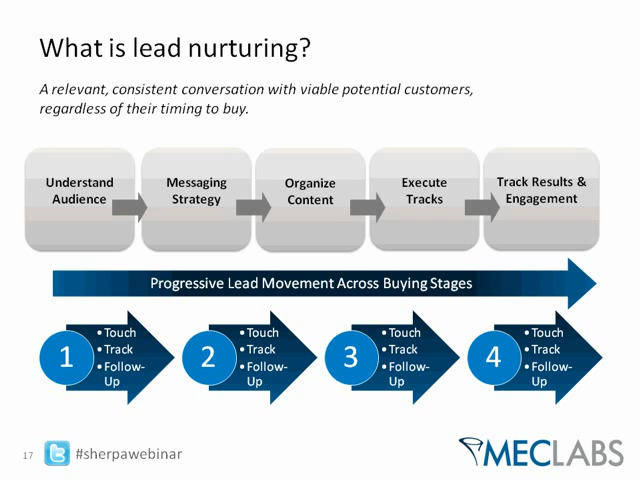 What is lead nurturing?
A relevant, consistent conversation with viable potential customers,
regardless of their timing to buy.
Understand
Audience
Messaging
Strategy
Organize
Content
Execute
Tracks
Track Results &
Engagement
Progressive Lead Movement Across Buying Stages
1
• Touch
• Track
• Follow-
Up
2
• Touch
• Track
• Follow-
Up
3
• Touch
• Track
• Follow-
Up
4
• Touch
• Track
• Follow-
Up
17
#sherpawebinar
MECLABS